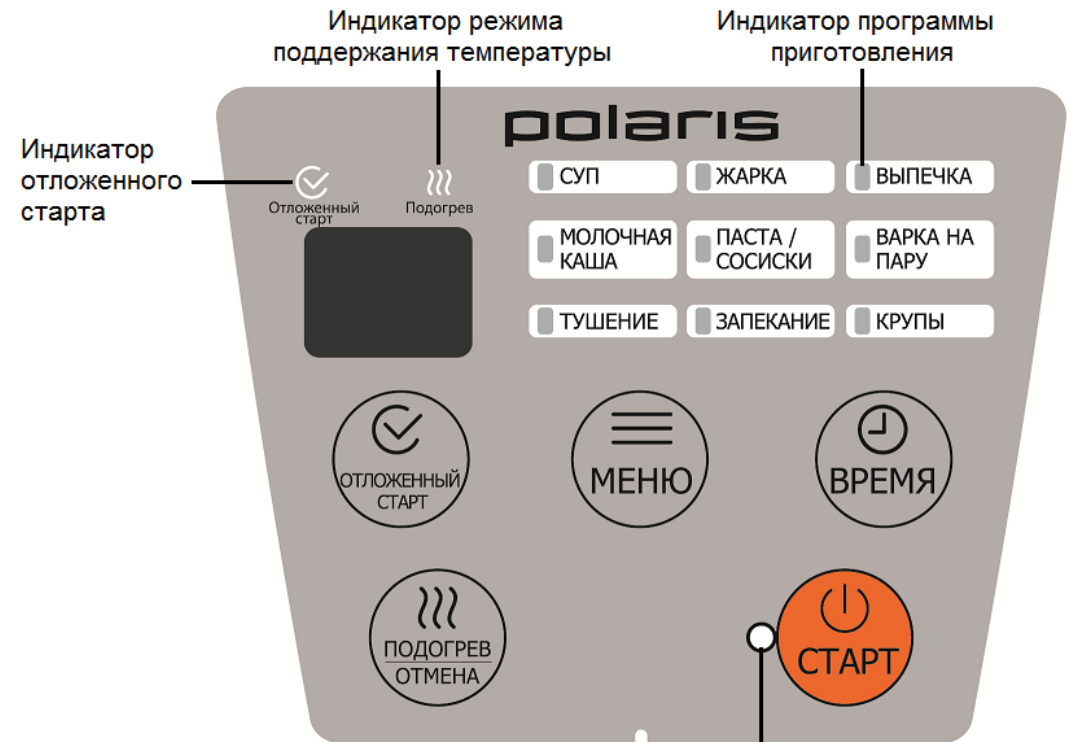 Индикатор режима
поддержания температуры
Индикатор программы
приготовления
Индикатор
отложенного
старта
polaris
Отложенный
старт
Подогрев
СУП
ЖАРКА
ВЫПЕЧКА
МОЛОЧНАЯ
КАША
ПАСТА /
СОСИСКИ
ВАРКА НА
ПАРУ
ТУШЕНИЕ
ЗАПЕКАНИЕ
КРУПЫ
ОТЛОЖЕННЫЙ
СТАРТ
МЕНЮ
ВРЕМЯ
ПОДОГРЕВ
ОТМЕНА
СТАРТ